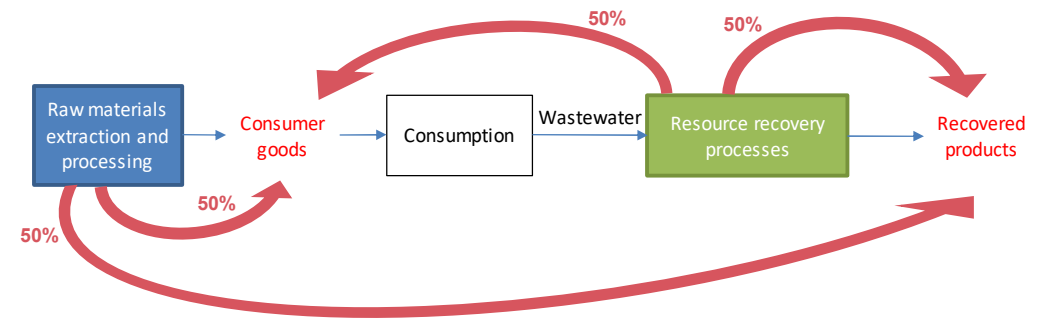 50%
50%
Raw materials
extraction and
processing
Consumer
goods
Consumption
Wastewater
Resource recovery
processes
Recovered
products
50%
50%